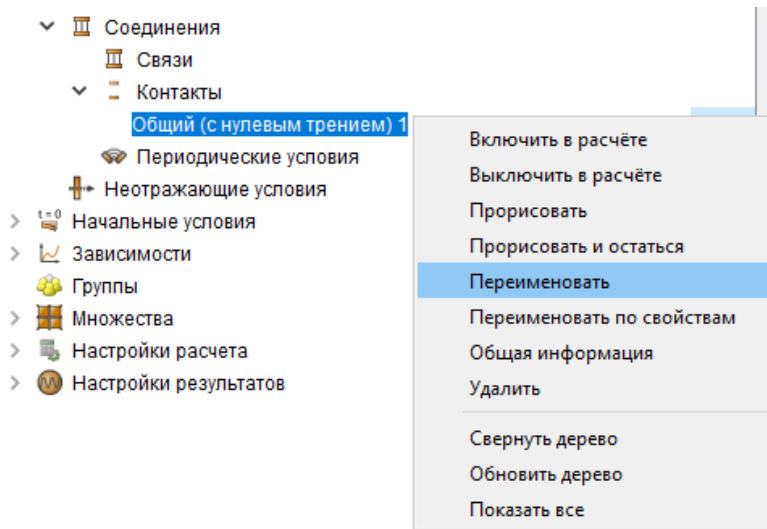 Соединения
Связи
Контакты
Общий (с нулевым трением) 1
Периодические условия
Неотражающие условия
t=0
Начальные условия
Зависимости
Группы
Множества
Настройки расчета
Настройки результатов
Включить в расчёте
Выключить в расчёте
Прорисовать
Прорисовать и остаться
Переименовать
Переименовать по свойствам
Общая информация
Удалить
Свернуть дерево
Обновить дерево
Показать все